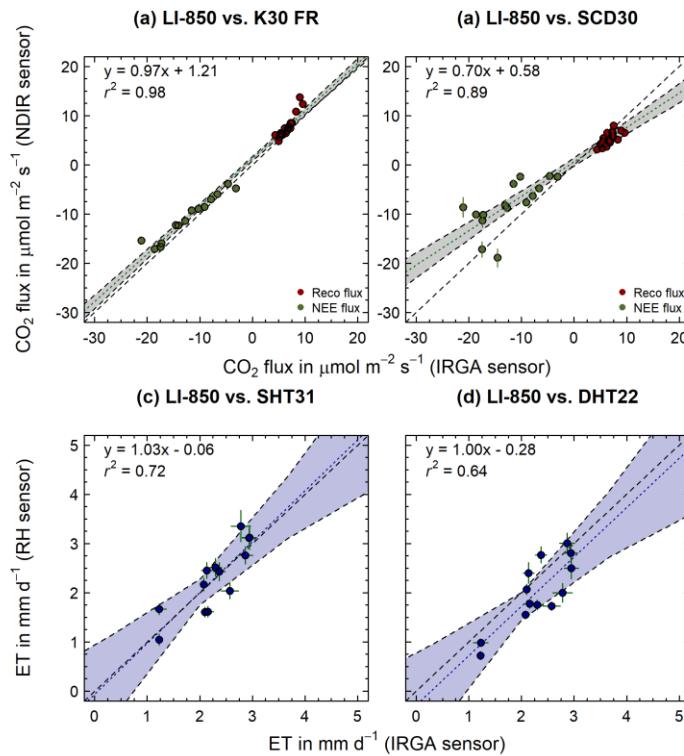 (a) LI-850 vs. K30 FR
(a) LI-850 vs. SCD30
y = 0.97x + 1.21
r² = 0.98
y = 0.70x + 0.58
r² = 0.89
CO₂ flux in μmol m⁻² s⁻¹ (NDIR sensor)
20
10
0
-10
-20
-30
20
10
0
-10
-20
-30
Reco flux
NEE flux
Reco flux
NEE flux
-30 -20 -10 0 10 20
-30 -20 -10 0 10 20
CO₂ flux in μmol m⁻² s⁻¹ (IRGA sensor)
(c) LI-850 vs. SHT31
(d) LI-850 vs. DHT22
y = 1.03x - 0.06
r² = 0.72
y = 1.00x - 0.28
r² = 0.64
ET in mm d⁻¹ (RH sensor)
5
4
3
2
1
0
5
4
3
2
1
0
0 1 2 3 4 5
0 1 2 3 4 5
ET in mm d⁻¹ (IRGA sensor)